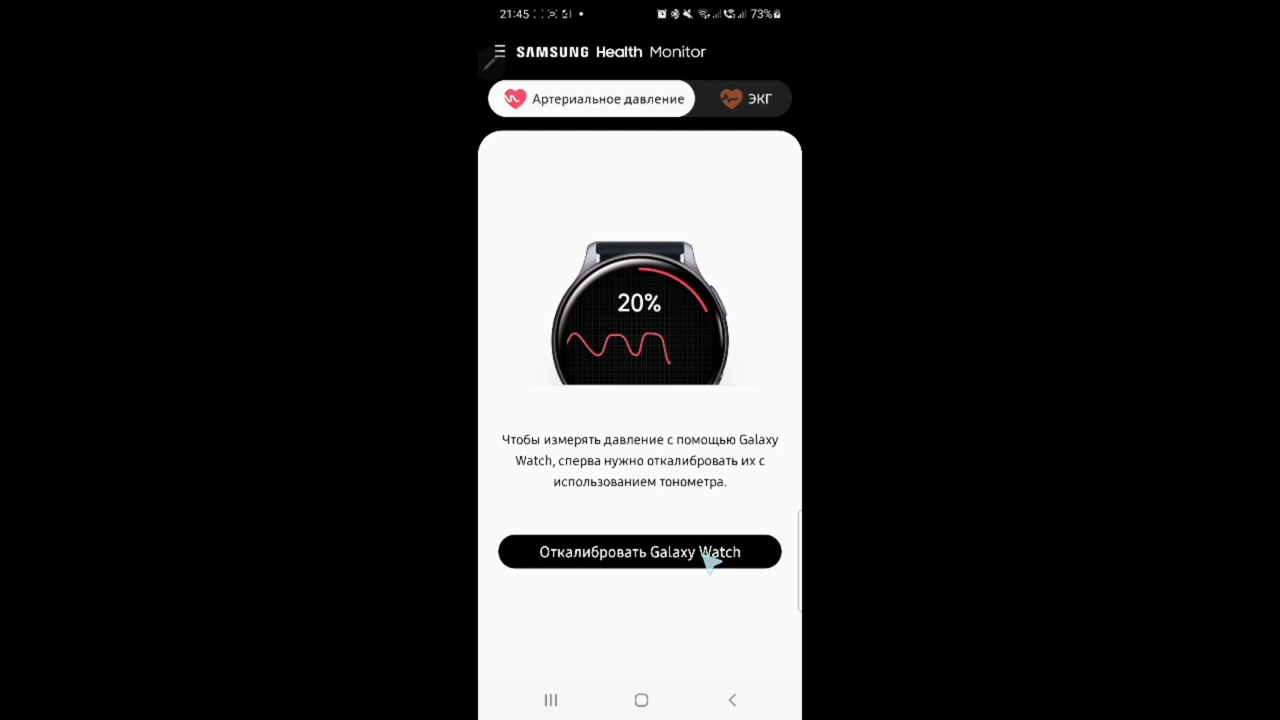 21:45
73%
SAMSUNG Health Monitor
Артериальное давление
ЭКГ
20%
Чтобы измерять давление с помощью Galaxy
Watch, сперва нужно откалибровать их с
использованием тонометра.
Откалибровать Galaxy Watch